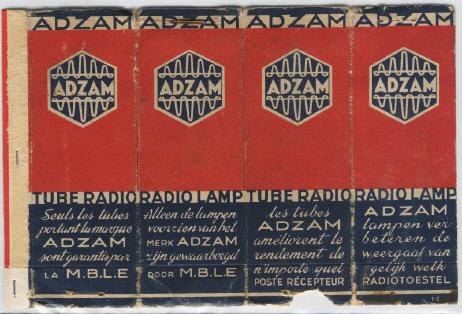 ADZAM
ADZAM
TUBE RADIO
Seuls les tubes
portant la marque
ADZAM
sont garantis par
LA M.B.L.E
ADZAM
ADZAM
RADIO LAMP
Alleen de lampen
voorzien van het
MERK ADZAM
zijn gewaarborgd
DOOR M.B.L.E
ADZAM
ADZAM
TUBE RADIO
les tubes
ADZAM
améliorent le
rendement de
n'importe quel
POSTE RÉCEPTEUR
ADZAM
ADZAM
RADIO LAMP
ADZAM
lampen ver
beteren de
weergaaf van
gelijk welk
RADIOTOESTEL